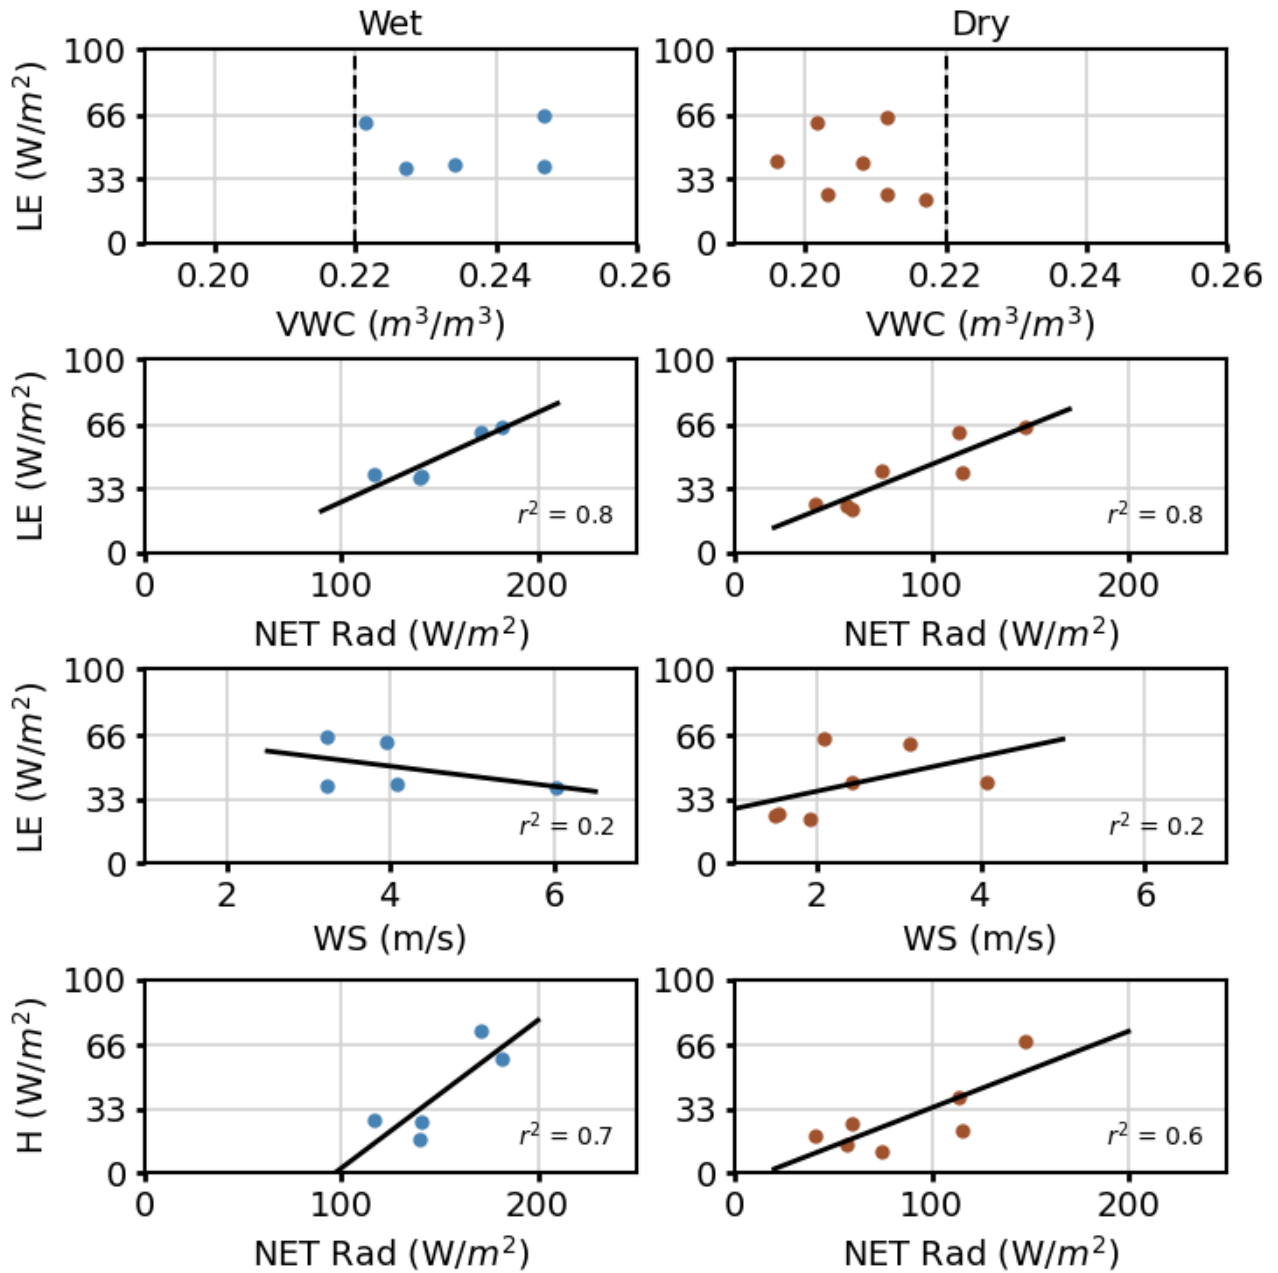 Wet
Dry
LE (W/m²)
100
66
33
0
0.20 0.22 0.24 0.26
VWC (m³/m³)
100
66
33
0
0.20 0.22 0.24 0.26
VWC (m³/m³)
LE (W/m²)
100
66
33
0
r² = 0.8
0 100 200
NET Rad (W/m²)
100
66
33
0
r² = 0.8
0 100 200
NET Rad (W/m²)
LE (W/m²)
100
66
33
0
r² = 0.2
2 4 6
WS (m/s)
100
66
33
0
r² = 0.2
2 4 6
WS (m/s)
H (W/m²)
100
66
33
0
r² = 0.7
0 100 200
NET Rad (W/m²)
100
66
33
0
r² = 0.6
0 100 200
NET Rad (W/m²)